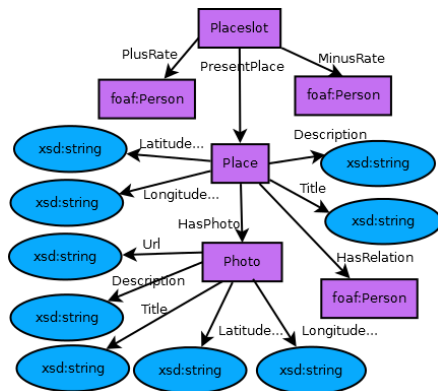 Placeslot
PlusRate
MinusRate
PresentPlace
foaf:Person
foaf:Person
Description
Latitude...
xsd:string
Place
xsd:string
Longitude...
Title
xsd:string
xsd:string
HasPhoto
Url
HasRelation
xsd:string
Photo
Description
foaf:Person
Title
xsd:string
Latitude...
Longitude...
xsd:string
xsd:string
xsd:string